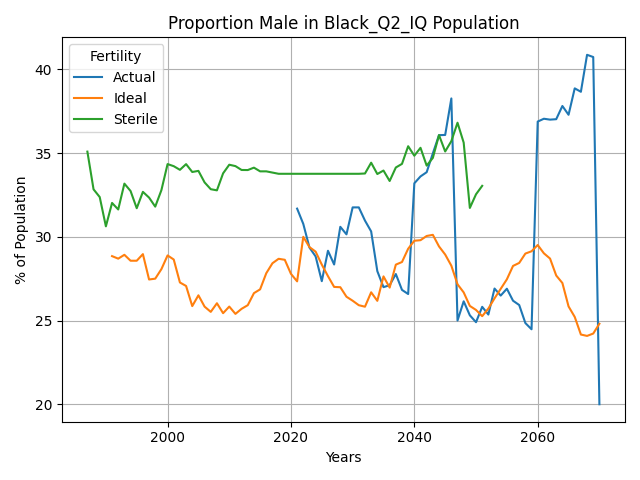 Proportion Male in Black_Q2_IQ Population
Fertility
Actual
Ideal
Sterile
% of Population
40
35
30
25
20
2000
2020
2040
2060
Years